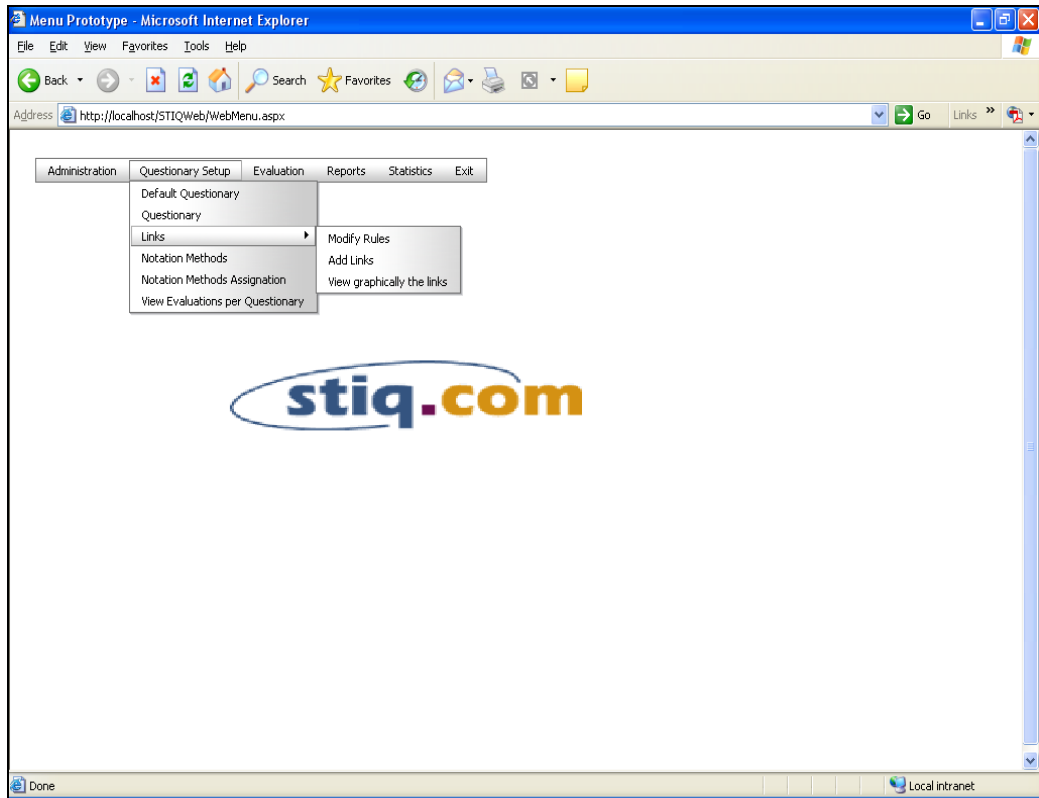 Menu Prototype - Microsoft Internet Explorer
File Edit View Favorites Tools Help
Back Search Favorites
Address http://localhost/STIQWeb/WebMenu.aspx Go Links »
Administration Questionary Setup Evaluation Reports Statistics Exit
Default Questionary
Questionary
Links
Modify Rules
Notation Methods
Add Links
Notation Methods Assignation
View graphically the links
View Evaluations per Questionary
stiq.com
Done Local intranet